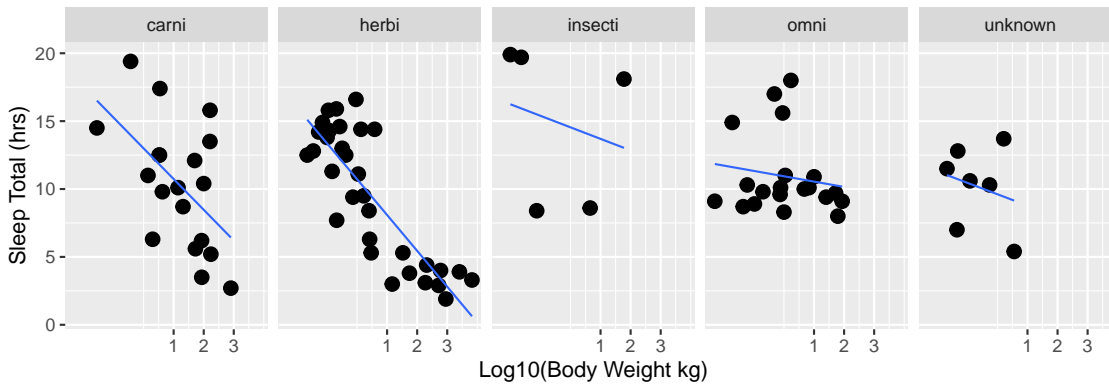 carni herbi insecti omni unknown
20
15
10
5
0
Sleep Total (hrs)
1 2 3 1 2 3 1 2 3 1 2 3 1 2 3
Log10(Body Weight kg)